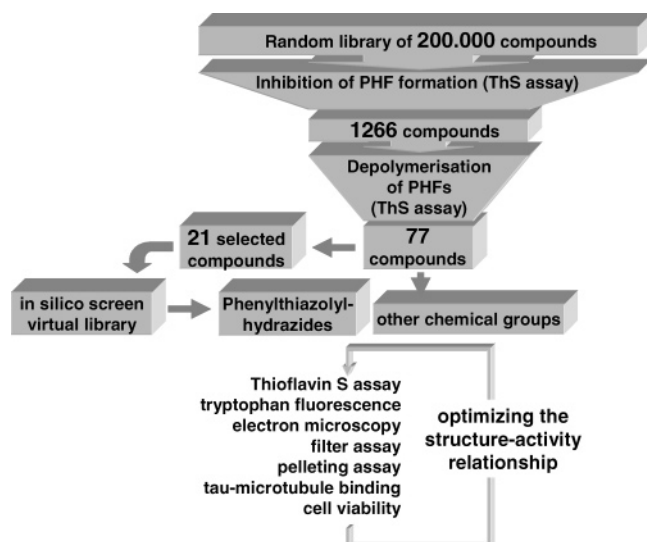 Random library of 200.000 compounds
Inhibition of PHF formation (ThS assay)
1266 compounds
Depolymerisation
of PHFs
(ThS assay)
21 selected
compounds
77
compounds
in silico screen
virtual library
Phenylthiazolyl-
hydrazides
other chemical groups
Thioflavin S assay
tryptophan fluorescence
electron microscopy
filter assay
pelleting assay
tau-microtubule binding
cell viability
optimizing the
structure-activity
relationship